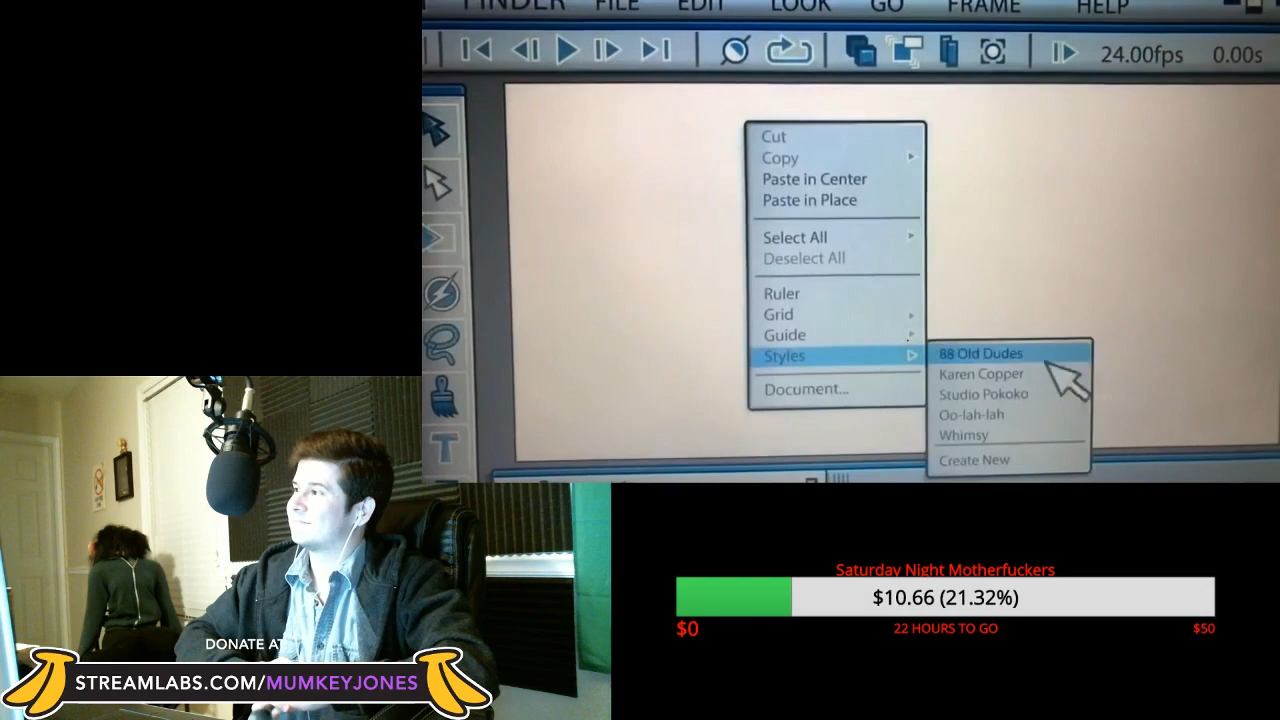 FINDER FILE EDIT LOOK GO FRAME HELP
24.00fps 0.00s
Cut
Copy
Paste in Center
Paste in Place
Select All
Deselect All
Ruler
Grid
Guide
Styles
Document...
88 Old Dudes
Karen Copper
Studio Pokoko
Oo-lah-lah
Whimsy
Create New
T
Saturday Night Motherfuckers
$10.66 (21.32%)
$0 22 HOURS TO GO $50
DONATE AT
STREAMLABS.COM/MUMKEYJONES